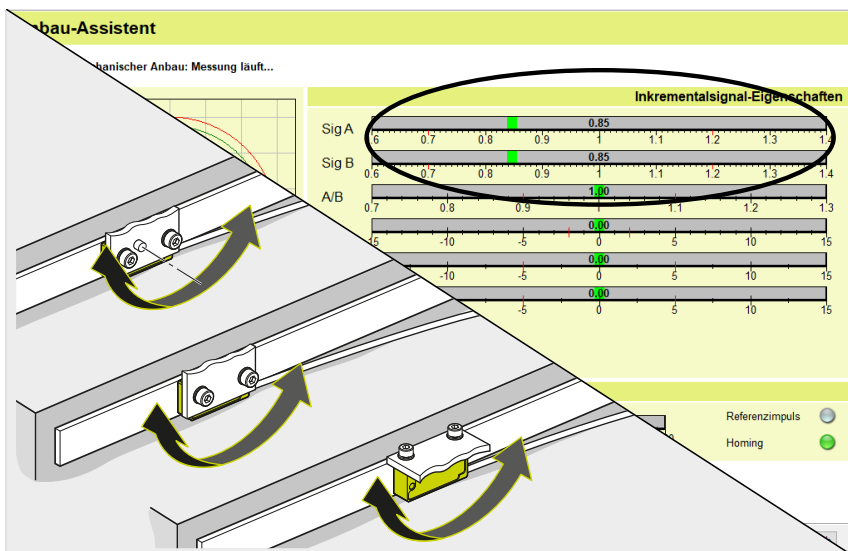 bau-Assistent
hanischer Anbau: Messung läuft...
Inkrementalsignal-Eigenschaften
Sig A
0.85
6 0.7 0.8 0.9 1 1.1 1.2 1.3 1.4
Sig B
0.85
0.6 0.7 0.8 0.9 1 1.1 1.2 1.3 1.4
A/B
1.00
0.7 0.8 0.9 1 1.1 1.2 1.3
0.00
-15 -10 -5 0 5 10 15
0.00
-10 -5 0 5 10 15
0.00
-5 0 5 10 15
Referenzimpuls
Homing